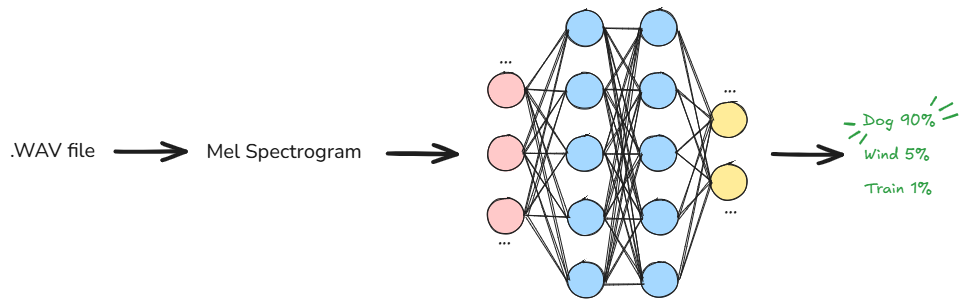 .WAV file
Mel Spectrogram
...
...
...
...
Dog 90%
Wind 5%
Train 1%